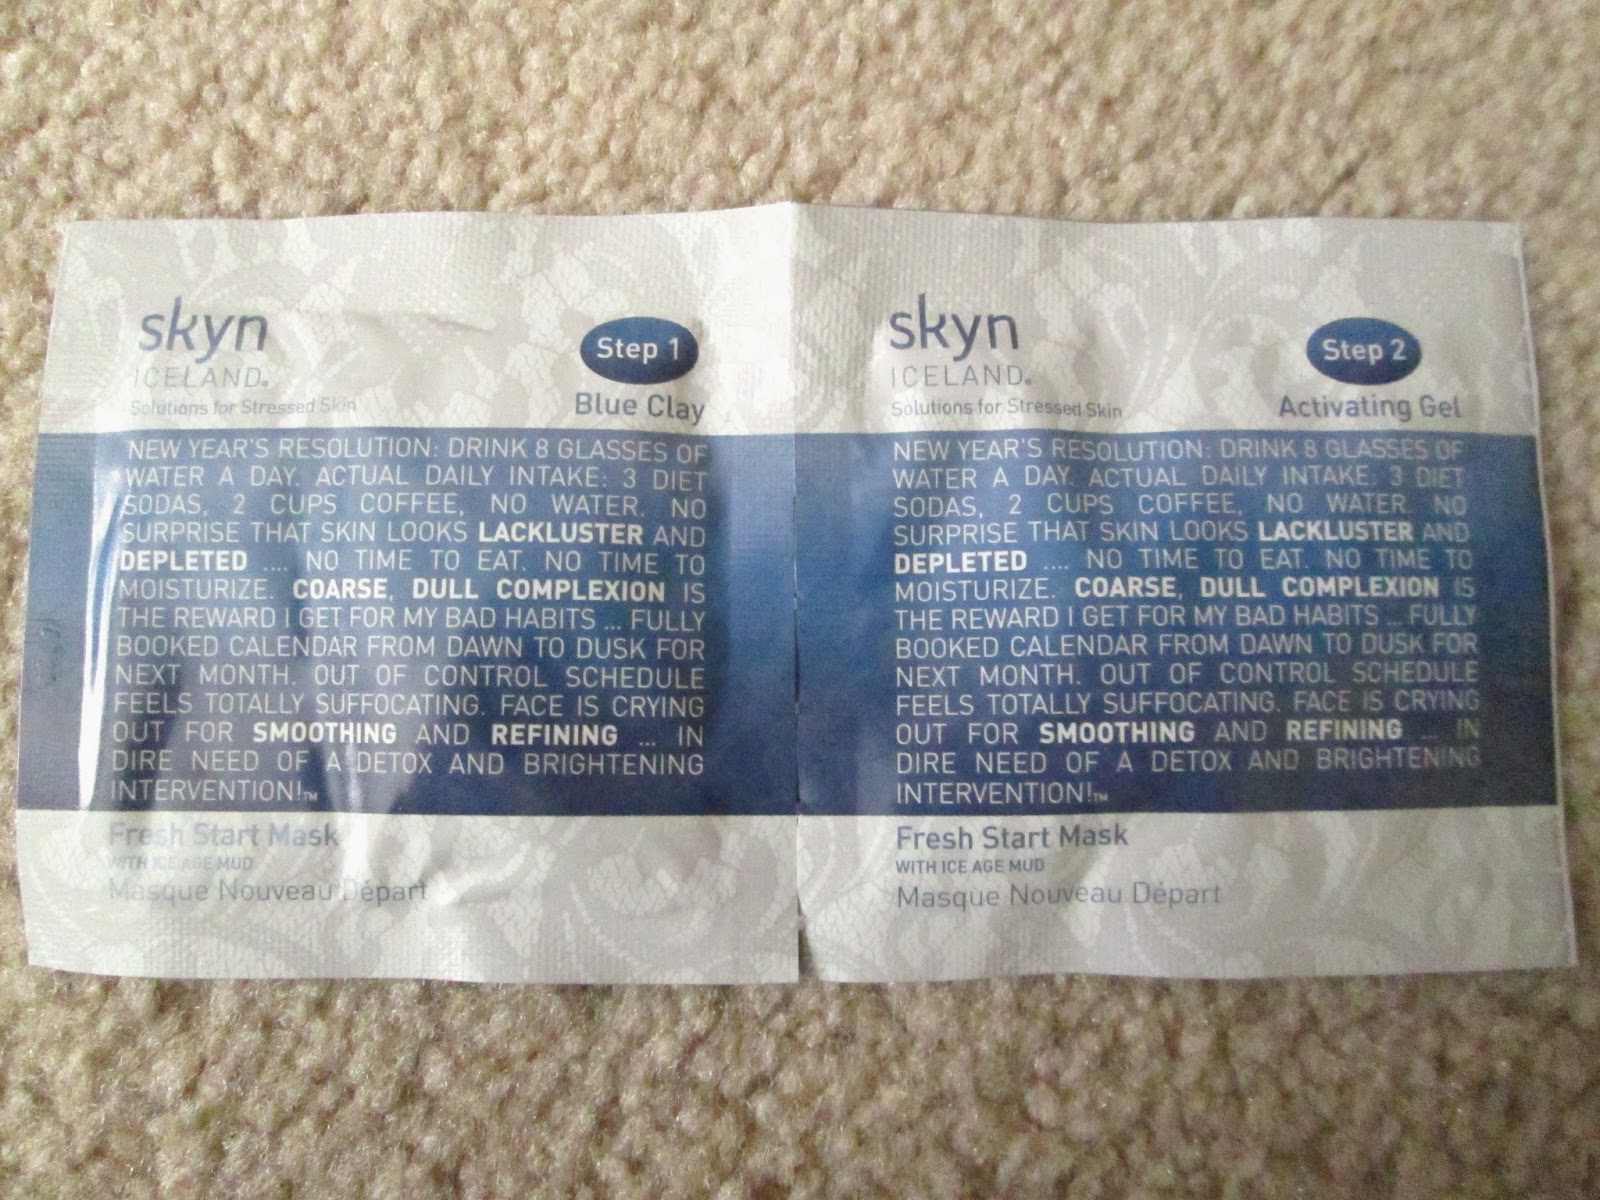 skyn
ICELAND®
Solutions for Stressed Skin
Step 1
Blue Clay
NEW YEAR'S RESOLUTION: DRINK 8 GLASSES OF
WATER A DAY. ACTUAL DAILY INTAKE: 3 DIET
SODAS, 2 CUPS COFFEE, NO WATER. NO
SURPRISE THAT SKIN LOOKS LACKLUSTER AND
DEPLETED .... NO TIME TO EAT. NO TIME TO
MOISTURIZE. COARSE, DULL COMPLEXION IS
THE REWARD I GET FOR MY BAD HABITS ... FULLY
BOOKED CALENDAR FROM DAWN TO DUSK FOR
NEXT MONTH. OUT OF CONTROL SCHEDULE
FEELS TOTALLY SUFFOCATING. FACE IS CRYING
OUT FOR SMOOTHING AND REFINING ... IN
DIRE NEED OF A DETOX AND BRIGHTENING
INTERVENTION!™
Fresh Start Mask
WITH ICE AGE MUD
Masque Nouveau Départ
skyn
ICELAND®
Solutions for Stressed Skin
Step 2
Activating Gel
NEW YEAR'S RESOLUTION: DRINK 8 GLASSES OF
WATER A DAY. ACTUAL DAILY INTAKE: 3 DIET
SODAS, 2 CUPS COFFEE, NO WATER. NO
SURPRISE THAT SKIN LOOKS LACKLUSTER AND
DEPLETED .... NO TIME TO EAT. NO TIME TO
MOISTURIZE. COARSE, DULL COMPLEXION IS
THE REWARD I GET FOR MY BAD HABITS ... FULLY
BOOKED CALENDAR FROM DAWN TO DUSK FOR
NEXT MONTH. OUT OF CONTROL SCHEDULE
FEELS TOTALLY SUFFOCATING. FACE IS CRYING
OUT FOR SMOOTHING AND REFINING ... IN
DIRE NEED OF A DETOX AND BRIGHTENING
INTERVENTION!™
Fresh Start Mask
WITH ICE AGE MUD
Masque Nouveau Départ